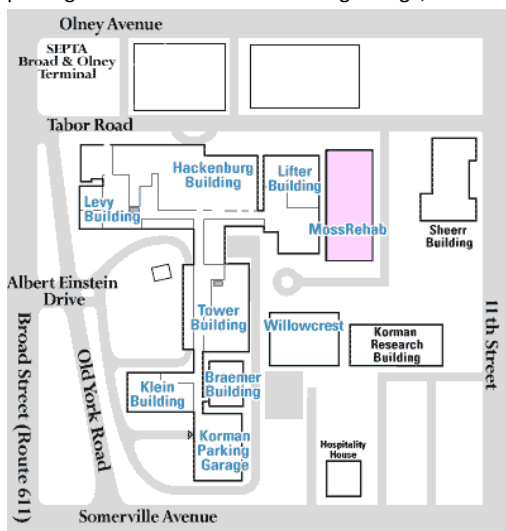 Olney Avenue
SEPTA
Broad & Olney
Terminal
Tabor Road
Hackenburg
Building
Lifter
Building
Levy
Building
MossRehab
Sheerr
Building
Albert Einstein
Drive
Tower
Building
Willowcrest
Korman
Research
Building
11th Street
Broad Street (Route 611)
Old York Road
Klein
Building
Braemer
Building
Korman
Parking
Garage
Hospitality
House
Somerville Avenue